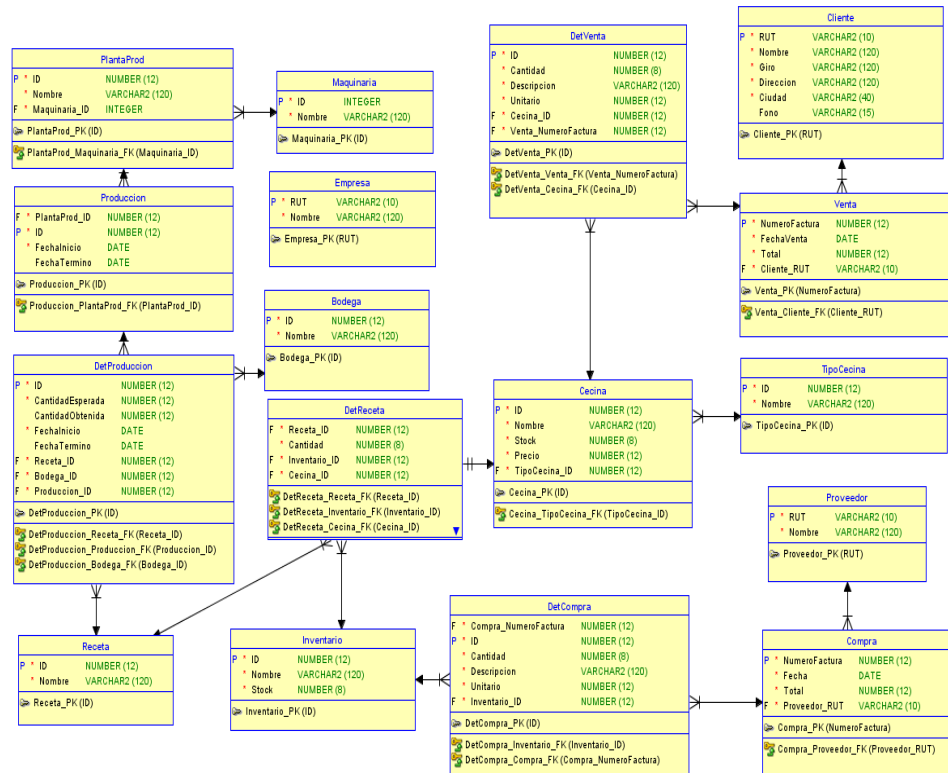 PlantaProd
P * ID NUMBER (12)
* Nombre VARCHAR2 (120)
F * Maquinaria_ID INTEGER
PlantaProd_PK (ID)
PlantaProd_Maquinaria_FK (Maquinaria_ID)
Maquinaria
P * ID INTEGER
* Nombre VARCHAR2 (120)
Maquinaria_PK (ID)
DetVenta
P * ID NUMBER (12)
* Cantidad NUMBER (8)
* Descripcion VARCHAR2 (120)
* Unitario NUMBER (12)
F * Cecina_ID NUMBER (12)
F * Venta_NumeroFactura NUMBER (12)
DetVenta_PK (ID)
DetVenta_Venta_FK (Venta_NumeroFactura)
DetVenta_Cecina_FK (Cecina_ID)
Cliente
P * RUT VARCHAR2 (10)
* Nombre VARCHAR2 (120)
* Giro VARCHAR2 (120)
* Direccion VARCHAR2 (120)
* Ciudad VARCHAR2 (40)
Fono VARCHAR2 (15)
Cliente_PK (RUT)
Produccion
F * PlantaProd_ID NUMBER (12)
P * ID NUMBER (12)
* FechaInicio DATE
FechaTermino DATE
Produccion_PK (ID)
Produccion_PlantaProd_FK (PlantaProd_ID)
Empresa
P * RUT VARCHAR2 (10)
* Nombre VARCHAR2 (120)
Empresa_PK (RUT)
Venta
P * NumeroFactura NUMBER (12)
* FechaVenta DATE
* Total NUMBER (12)
F * Cliente_RUT VARCHAR2 (10)
Venta_PK (NumeroFactura)
Venta_Cliente_FK (Cliente_RUT)
Bodega
P * ID NUMBER (12)
* Nombre VARCHAR2 (120)
Bodega_PK (ID)
DetProduccion
P * ID NUMBER (12)
* CantidadEsperada NUMBER (12)
CantidadObtenida NUMBER (12)
* FechaInicio DATE
FechaTermino DATE
F * Receta_ID NUMBER (12)
F * Bodega_ID NUMBER (12)
F * Produccion_ID NUMBER (12)
DetProduccion_PK (ID)
DetProduccion_Receta_FK (Receta_ID)
DetProduccion_Produccion_FK (Produccion_ID)
DetProduccion_Bodega_FK (Bodega_ID)
DetReceta
F * Receta_ID NUMBER (12)
* Cantidad NUMBER (8)
F * Inventario_ID NUMBER (12)
F * Cecina_ID NUMBER (12)
DetReceta_Receta_FK (Receta_ID)
DetReceta_Inventario_FK (Inventario_ID)
DetReceta_Cecina_FK (Cecina_ID)
Cecina
P * ID NUMBER (12)
* Nombre VARCHAR2 (120)
* Stock NUMBER (8)
* Precio NUMBER (12)
F * TipoCecina_ID NUMBER (12)
Cecina_PK (ID)
Cecina_TipoCecina_FK (TipoCecina_ID)
TipoCecina
P * ID NUMBER (12)
* Nombre VARCHAR2 (120)
TipoCecina_PK (ID)
Proveedor
P * RUT VARCHAR2 (10)
* Nombre VARCHAR2 (120)
Proveedor_PK (RUT)
Receta
P * ID NUMBER (12)
* Nombre VARCHAR2 (120)
Receta_PK (ID)
Inventario
P * ID NUMBER (12)
* Nombre VARCHAR2 (120)
* Stock NUMBER (8)
Inventario_PK (ID)
DetCompra
F * Compra_NumeroFactura NUMBER (12)
P * ID NUMBER (12)
* Cantidad NUMBER (8)
* Descripcion VARCHAR2 (120)
* Unitario NUMBER (12)
F * Inventario_ID NUMBER (12)
DetCompra_PK (ID)
DetCompra_Inventario_FK (Inventario_ID)
DetCompra_Compra_FK (Compra_NumeroFactura)
Compra
P * NumeroFactura NUMBER (12)
* Fecha DATE
* Total NUMBER (12)
F * Proveedor_RUT VARCHAR2 (10)
Compra_PK (NumeroFactura)
Compra_Proveedor_FK (Proveedor_RUT)